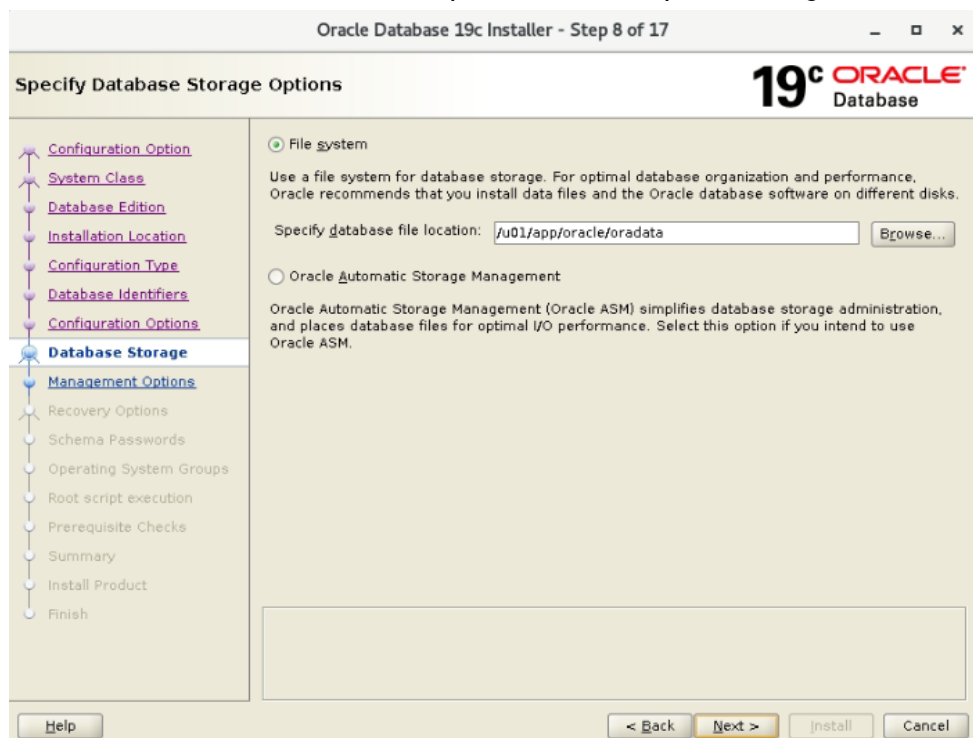 Oracle Database 19c Installer - Step 8 of 17
Specify Database Storage Options
19c ORACLE
Database
Configuration Option
System Class
Database Edition
Installation Location
Configuration Type
Database Identifiers
Configuration Options
Database Storage
Management Options
Recovery Options
Schema Passwords
Operating System Groups
Root script execution
Prerequisite Checks
Summary
Install Product
Finish
File system
Use a file system for database storage. For optimal database organization and performance,
Oracle recommends that you install data files and the Oracle database software on different disks.
Specify database file location: /u01/app/oracle/oradata Browse...
Oracle Automatic Storage Management
Oracle Automatic Storage Management (Oracle ASM) simplifies database storage administration,
and places database files for optimal I/O performance. Select this option if you intend to use
Oracle ASM.
Help < Back Next > Install Cancel